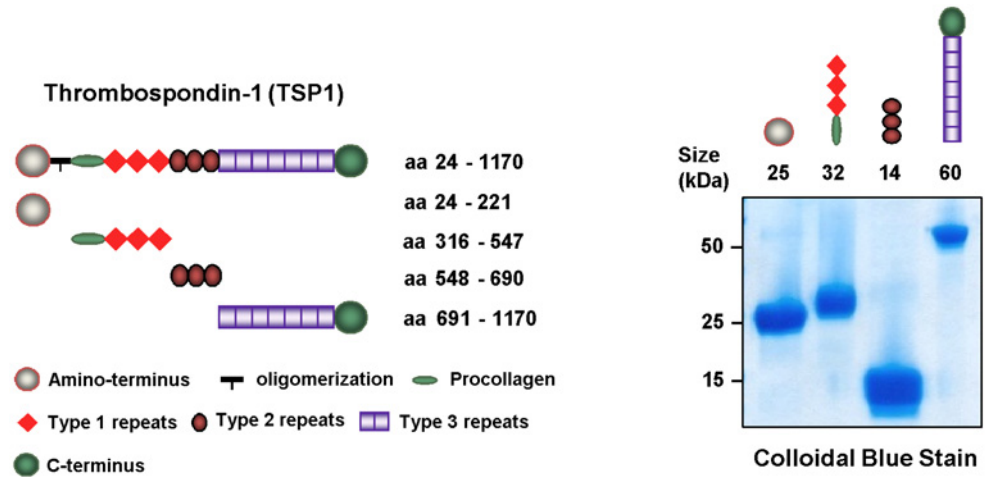 Thrombospondin-1 (TSP1)
aa 24 - 1170
aa 24 - 221
aa 316 - 547
aa 548 - 690
aa 691 - 1170
Amino-terminus oligomerization Procollagen
Type 1 repeats Type 2 repeats Type 3 repeats
C-terminus
Size
(kDa) 25 32 14 60
50
25
15
Colloidal Blue Stain